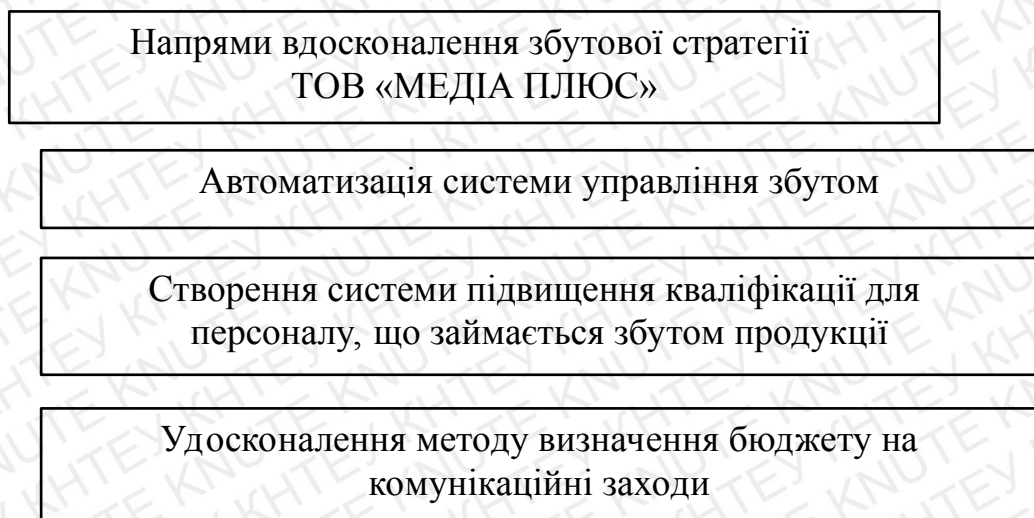 Напрями вдосконалення збутової стратегії
ТОВ «МЕДІА ПЛЮС»
Автоматизація системи управління збутом
Створення системи підвищення кваліфікації для
персоналу, що займається збутом продукції
Удосконалення методу визначення бюджету на
комунікаційні заходи